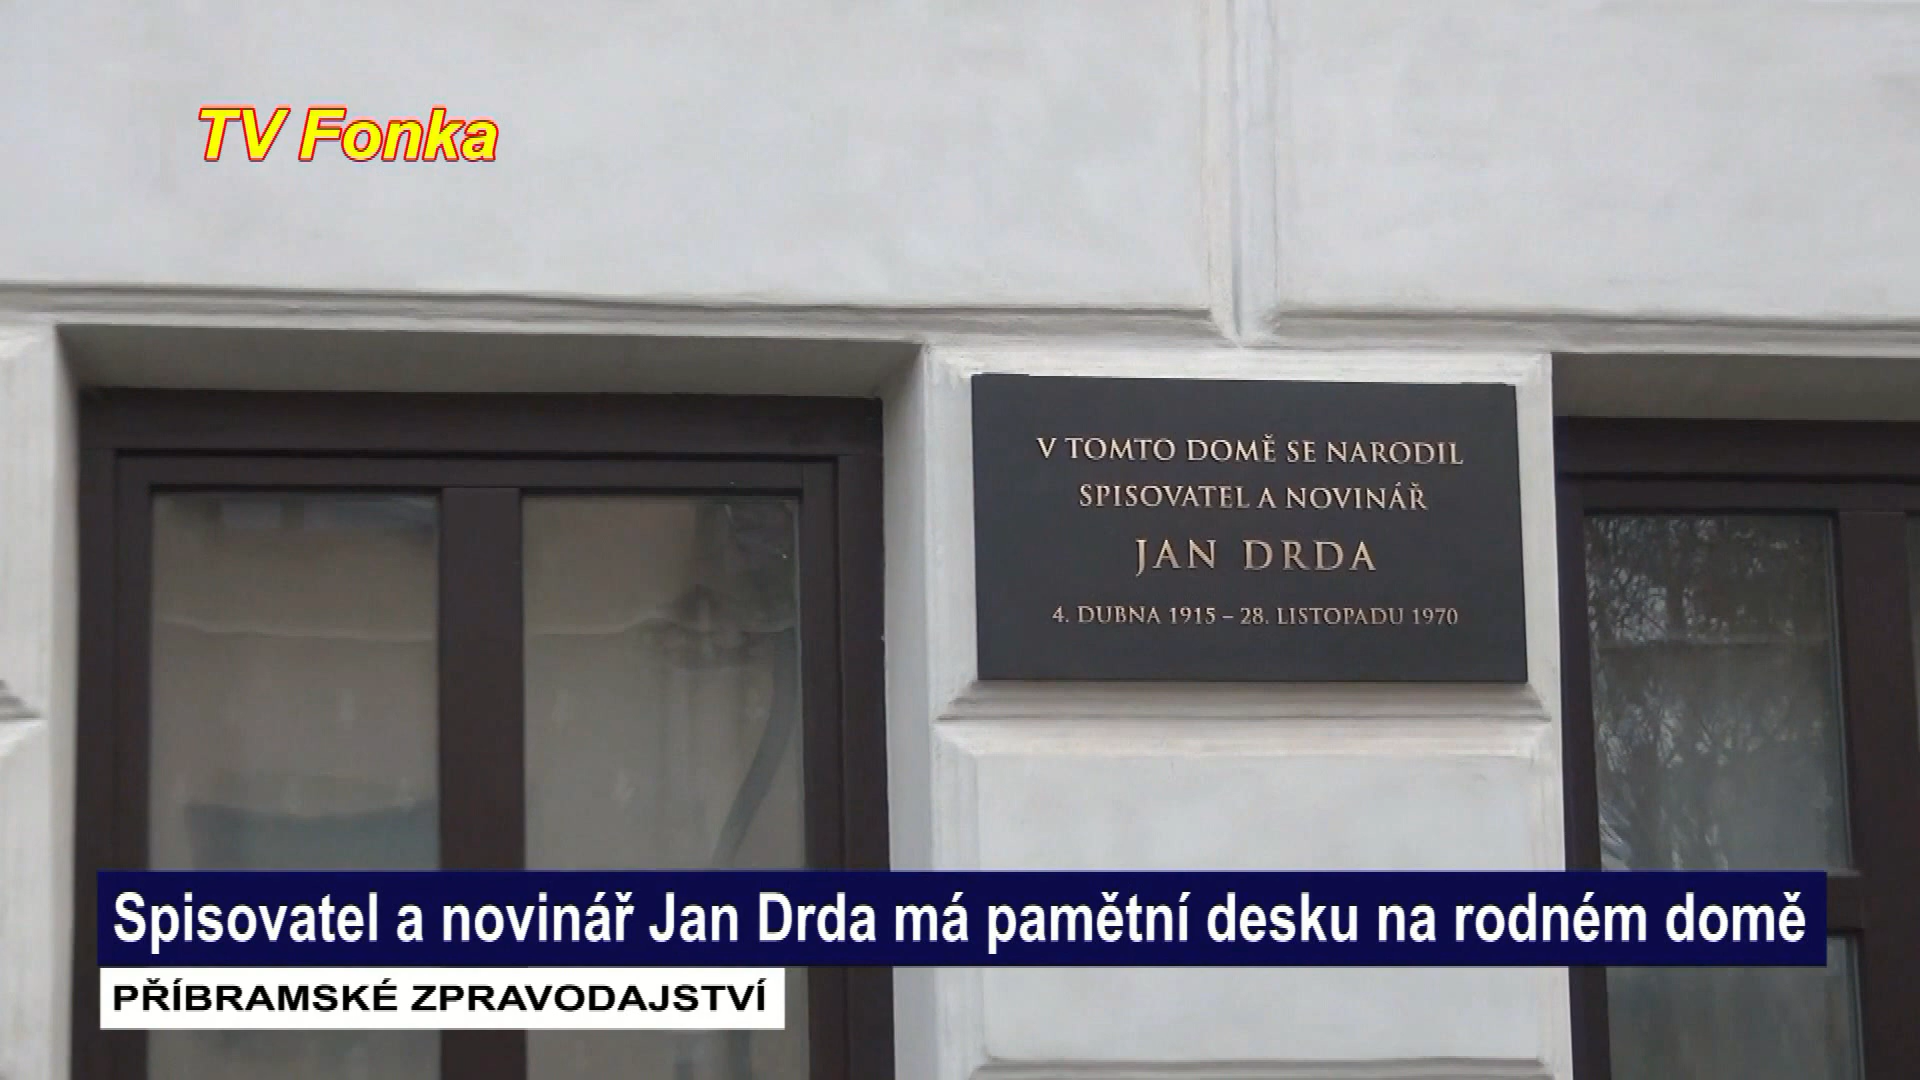 TV Fonka
V TOMTO DOMĚ SE NARODIL
SPISOVATEL A NOVINÁŘ
JAN DRDA
4. DUBNA 1915 – 28. LISTOPADU 1970
Spisovatel a novinář Jan Drda má pamětní desku na rodném domě
PŘÍBRAMSKÉ ZPRAVODAJSTVÍ